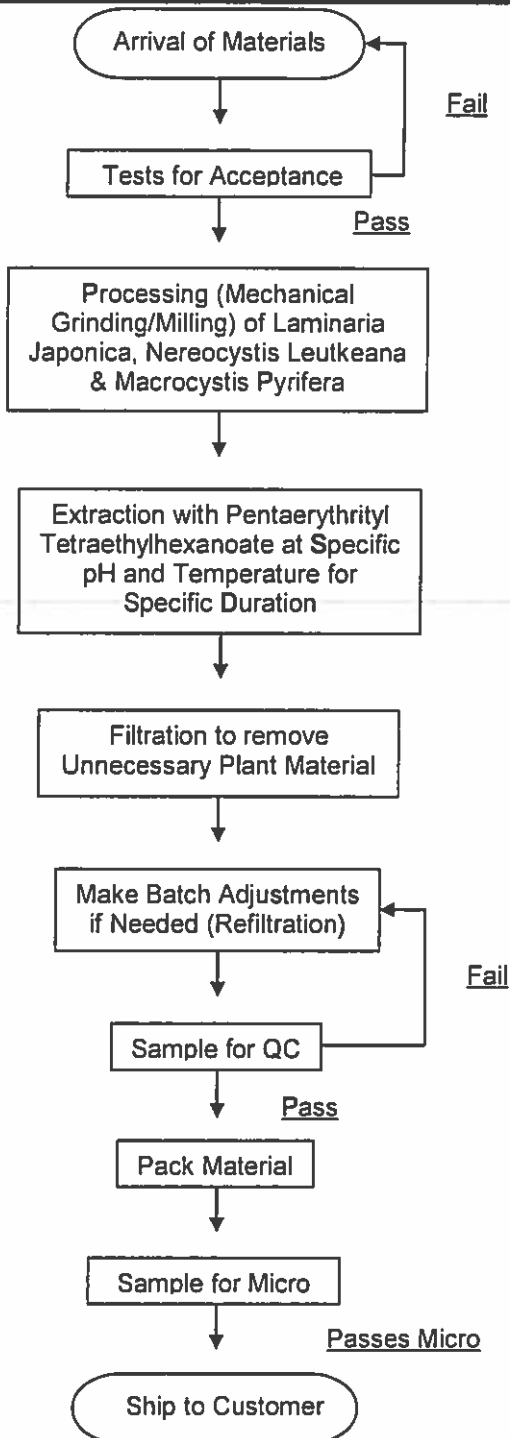 Arrival of Materials
Fail
Tests for Acceptance
Pass
Processing (Mechanical
Grinding/Milling) of Laminaria
Japonica, Nereocystis Leutkeana
& Macrocystis Pyrifera
Extraction with Pentaerythrityl
Tetraethylhexanoate at Specific
pH and Temperature for
Specific Duration
Filtration to remove
Unnecessary Plant Material
Make Batch Adjustments
if Needed (Refiltration)
Fail
Sample for QC
Pass
Pack Material
Sample for Micro
Passes Micro
Ship to Customer